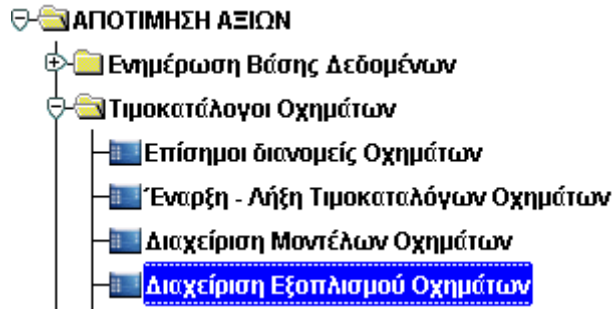 ΑΠΟΤΙΜΗΣΗ ΑΞΙΩΝ
Ενημέρωση Βάσης Δεδομένων
Τιμοκατάλογοι Οχημάτων
Επίσημοι διανομείς Οχημάτων
Έναρξη - Λήξη Τιμοκαταλόγων Οχημάτων
Διαχείριση Μοντέλων Οχημάτων
Διαχείριση Εξοπλισμού Οχημάτων